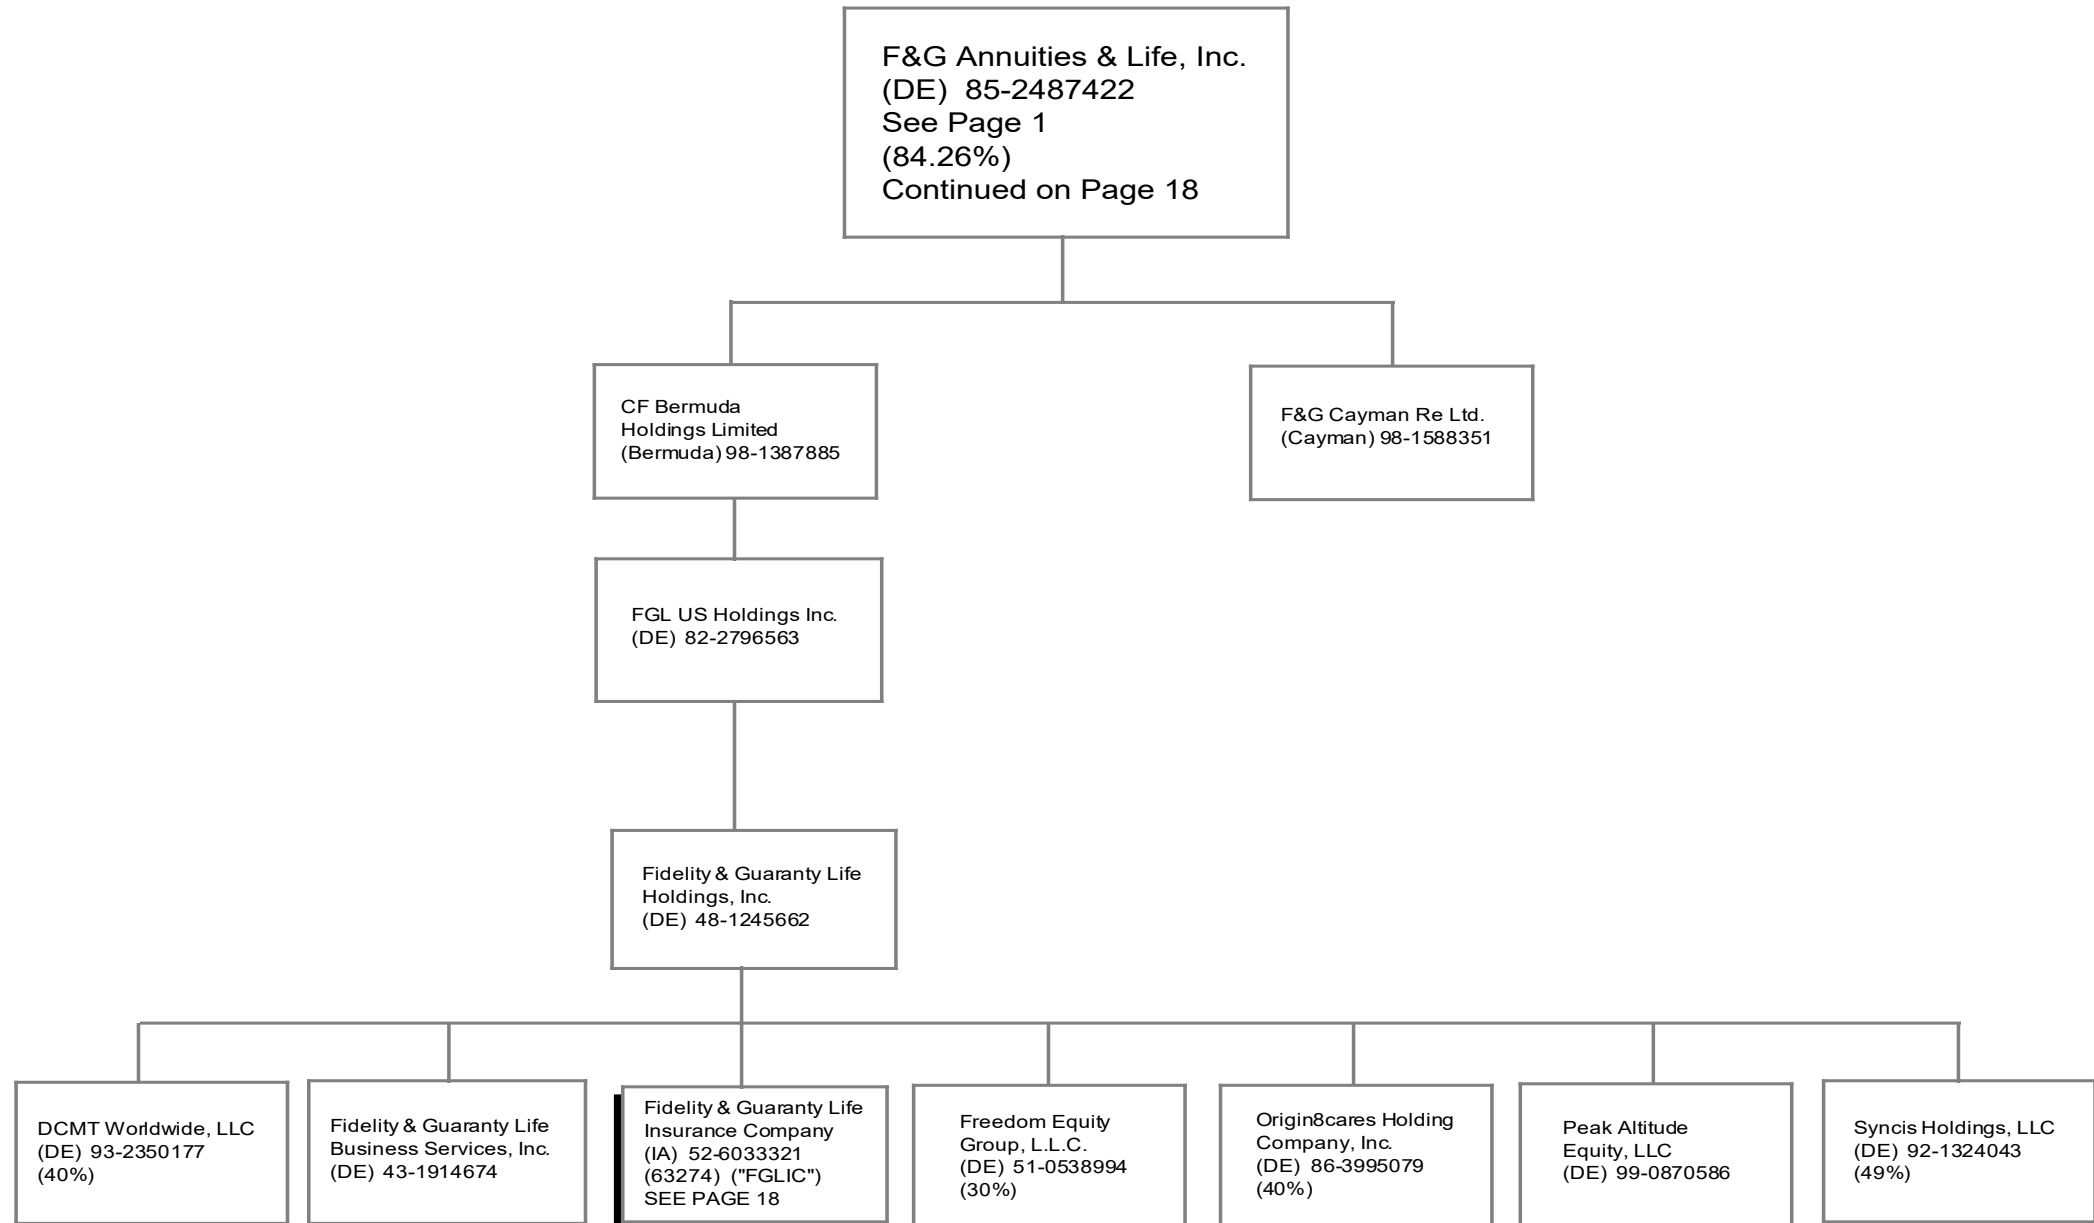 F&G Annuities & Life, Inc.
(DE) 85-2487422
See Page 1
(84.26%)
Continued on Page 18
CF Bermuda
Holdings Limited
(Bermuda) 98-1387885
F&G Cayman Re Ltd.
(Cayman) 98-1588351
FGL US Holdings Inc.
(DE) 82-2796563
Fidelity & Guaranty Life
Holdings, Inc.
(DE) 48-1245662
DCMT Worldwide, LLC
(DE) 93-2350177
(40%)
Fidelity & Guaranty Life
Business Services, Inc.
(DE) 43-1914674
Fidelity & Guaranty Life
Insurance Company
(IA) 52-6033321
(63274) ("FGLIC")
SEE PAGE 18
Freedom Equity
Group, L.L.C.
(DE) 51-0538994
(30%)
Origin8cares Holding
Company, Inc.
(DE) 86-3995079
(40%)
Peak Altitude
Equity, LLC
(DE) 99-0870586
Syncis Holdings, LLC
(DE) 92-1324043
(49%)